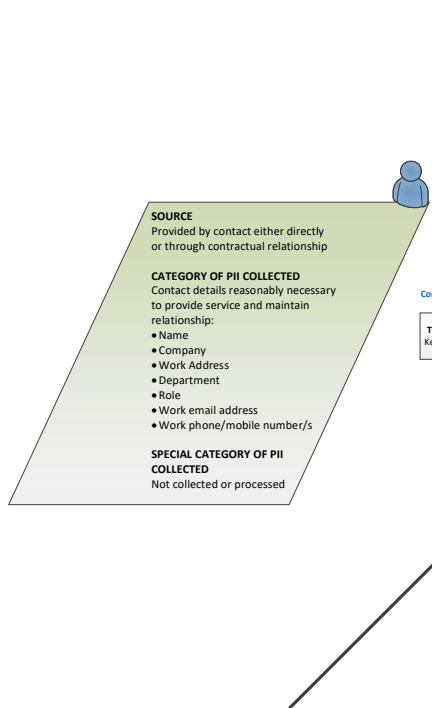 SOURCE
Provided by contact either directly
or through contractual relationship
CATEGORY OF PII COLLECTED
Contact details reasonably necessary
to provide service and maintain
relationship:
• Name
• Company
• Work Address
• Department
• Role
• Work email address
• Work phone/mobile number/s
SPECIAL CATEGORY OF PII
COLLECTED
Not collected or processed